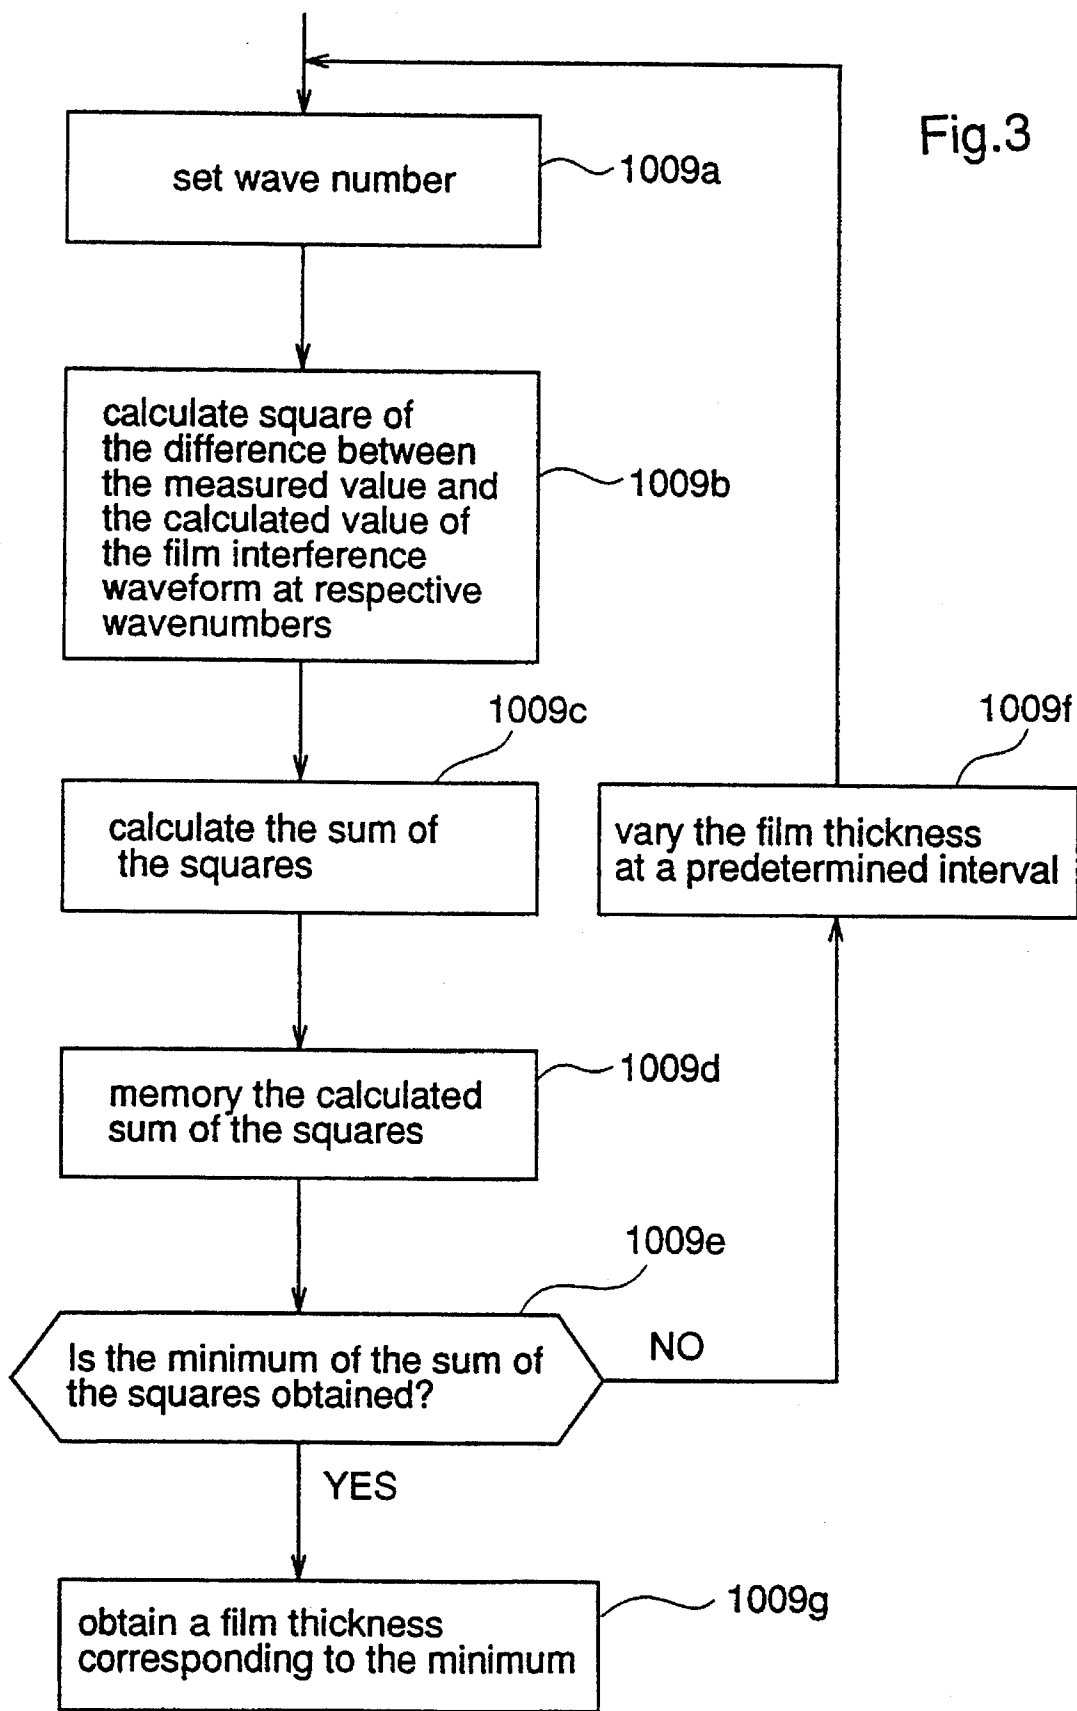 Fig.3
set wave number
1009a
calculate square of
the difference between
the measured value and
the calculated value of
the film interference
waveform at respective
wavenumbers
1009b
1009c
calculate the sum of
the squares
1009f
vary the film thickness
at a predetermined interval
memory the calculated
sum of the squares
1009d
1009e
Is the minimum of the sum of
the squares obtained?
NO
YES
obtain a film thickness
corresponding to the minimum
1009g